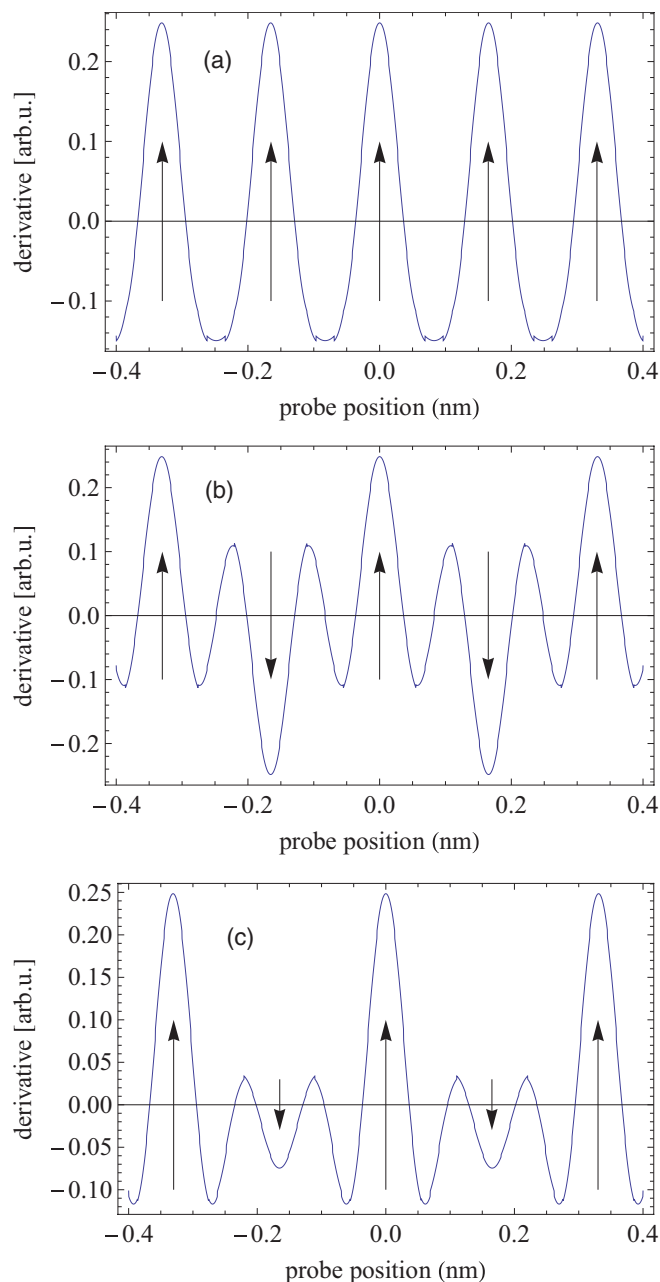 (a)
derivative [arb.u.]
0.2
0.1
0.0
−0.1
−0.4 −0.2 0.0 0.2 0.4
probe position (nm)
(b)
derivative [arb.u.]
0.2
0.1
0.0
−0.1
−0.2
−0.4 −0.2 0.0 0.2 0.4
probe position (nm)
(c)
derivative [arb.u.]
0.25
0.20
0.15
0.10
0.05
0.00
−0.05
−0.10
−0.4 −0.2 0.0 0.2 0.4
probe position (nm)